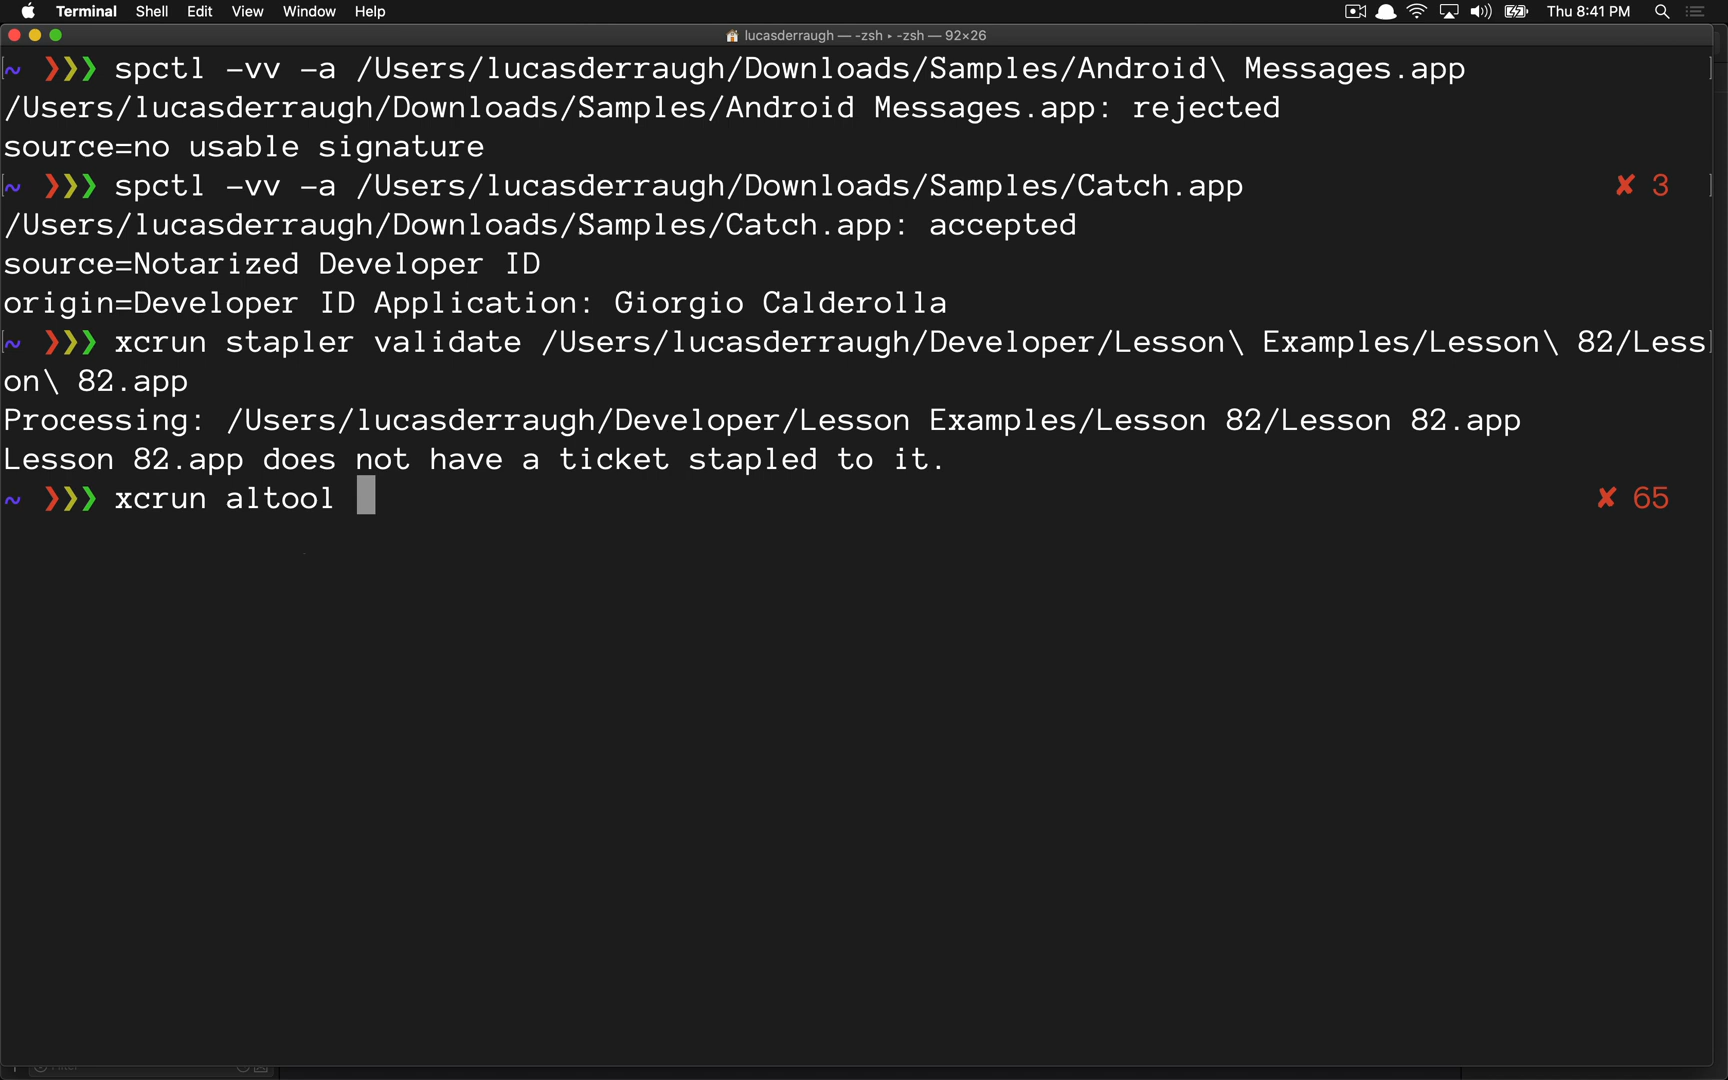 Terminal Shell Edit View Window Help Thu 8:41 PM
lucasderraugh — -zsh ▸ -zsh — 92×26
~ ❯❯❯ spctl -vv -a /Users/lucasderraugh/Downloads/Samples/Android\ Messages.app
/Users/lucasderraugh/Downloads/Samples/Android Messages.app: rejected
source=no usable signature
~ ❯❯❯ spctl -vv -a /Users/lucasderraugh/Downloads/Samples/Catch.app ✘ 3
/Users/lucasderraugh/Downloads/Samples/Catch.app: accepted
source=Notarized Developer ID
origin=Developer ID Application: Giorgio Calderolla
~ ❯❯❯ xcrun stapler validate /Users/lucasderraugh/Developer/Lesson\ Examples/Lesson\ 82/Less
on\ 82.app
Processing: /Users/lucasderraugh/Developer/Lesson Examples/Lesson 82/Lesson 82.app
Lesson 82.app does not have a ticket stapled to it.
~ ❯❯❯ xcrun altool ✘ 65